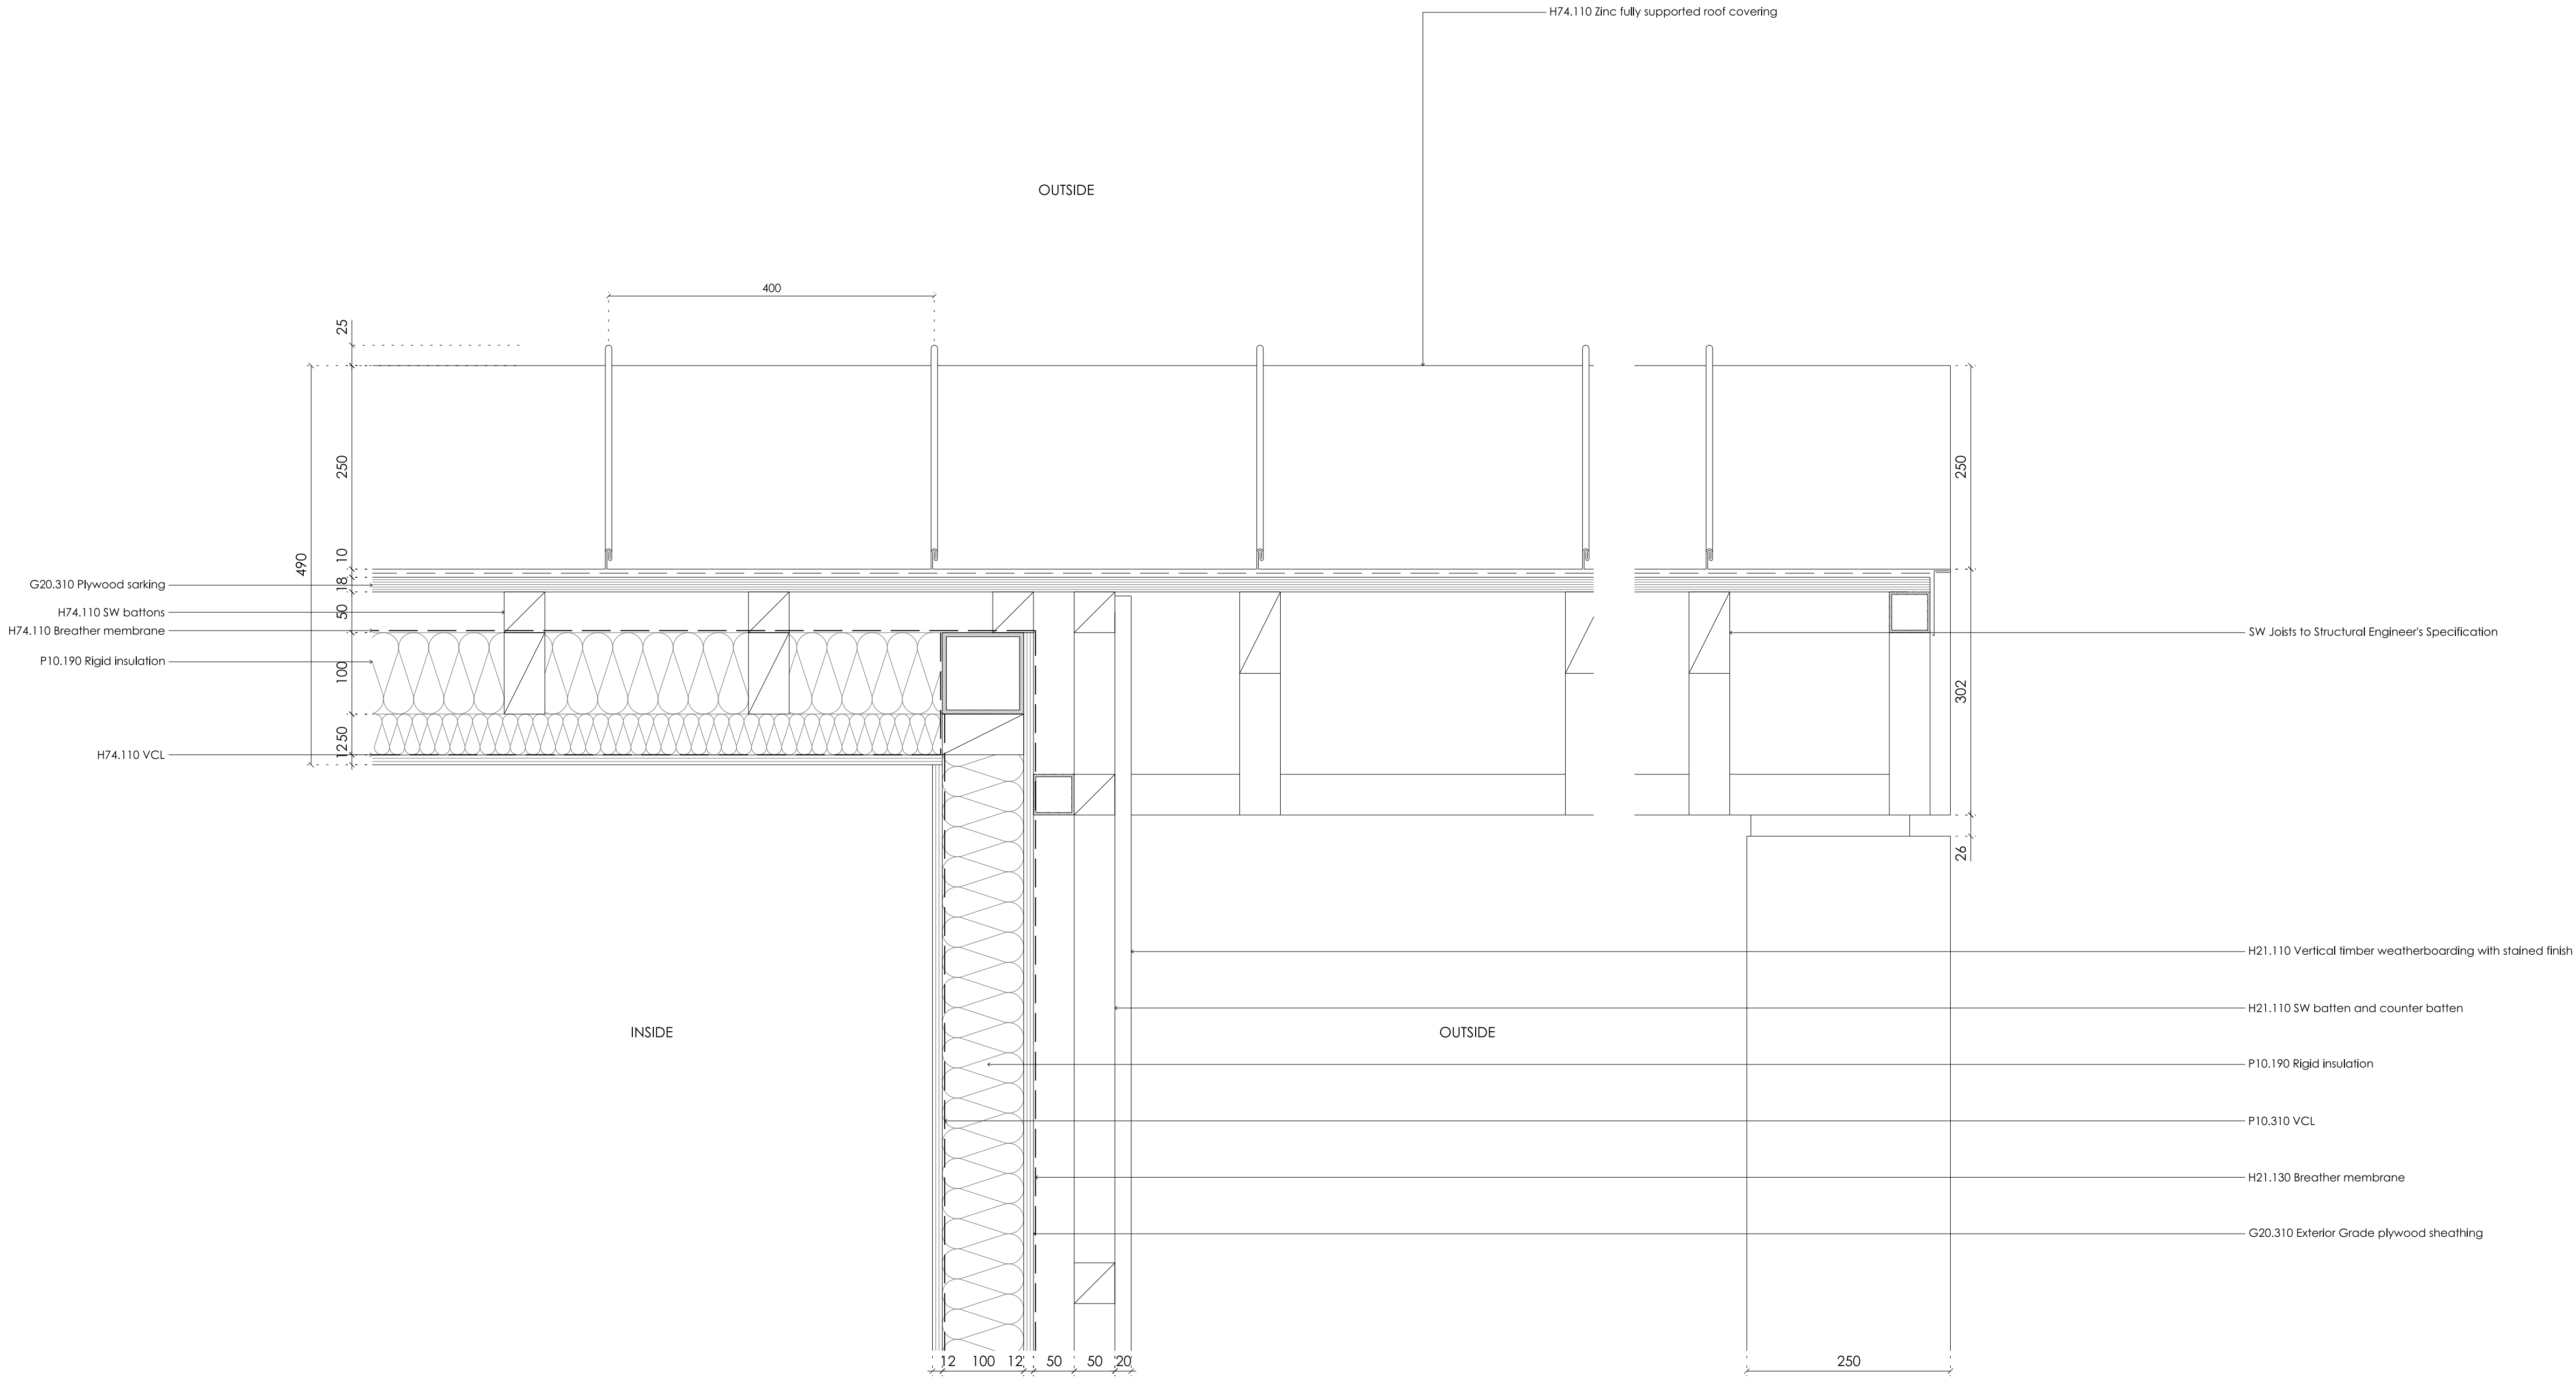 H74.110 Zinc fully supported roof covering
OUTSIDE
400
25
250
250
490
10
18
G20.310 Plywood sarking
50
H74.110 SW battons
H74.110 Breather membrane
SW Joists to Structural Engineer's Specification
P10.190 Rigid insulation
100
302
50
12
H74.110 VCL
26
H21.110 Vertical timber weatherboarding with stained finish
H21.110 SW batten and counter batten
INSIDE
OUTSIDE
P10.190 Rigid insulation
P10.310 VCL
H21.130 Breather membrane
G20.310 Exterior Grade plywood sheathing
12 100 12 50 50 20
250